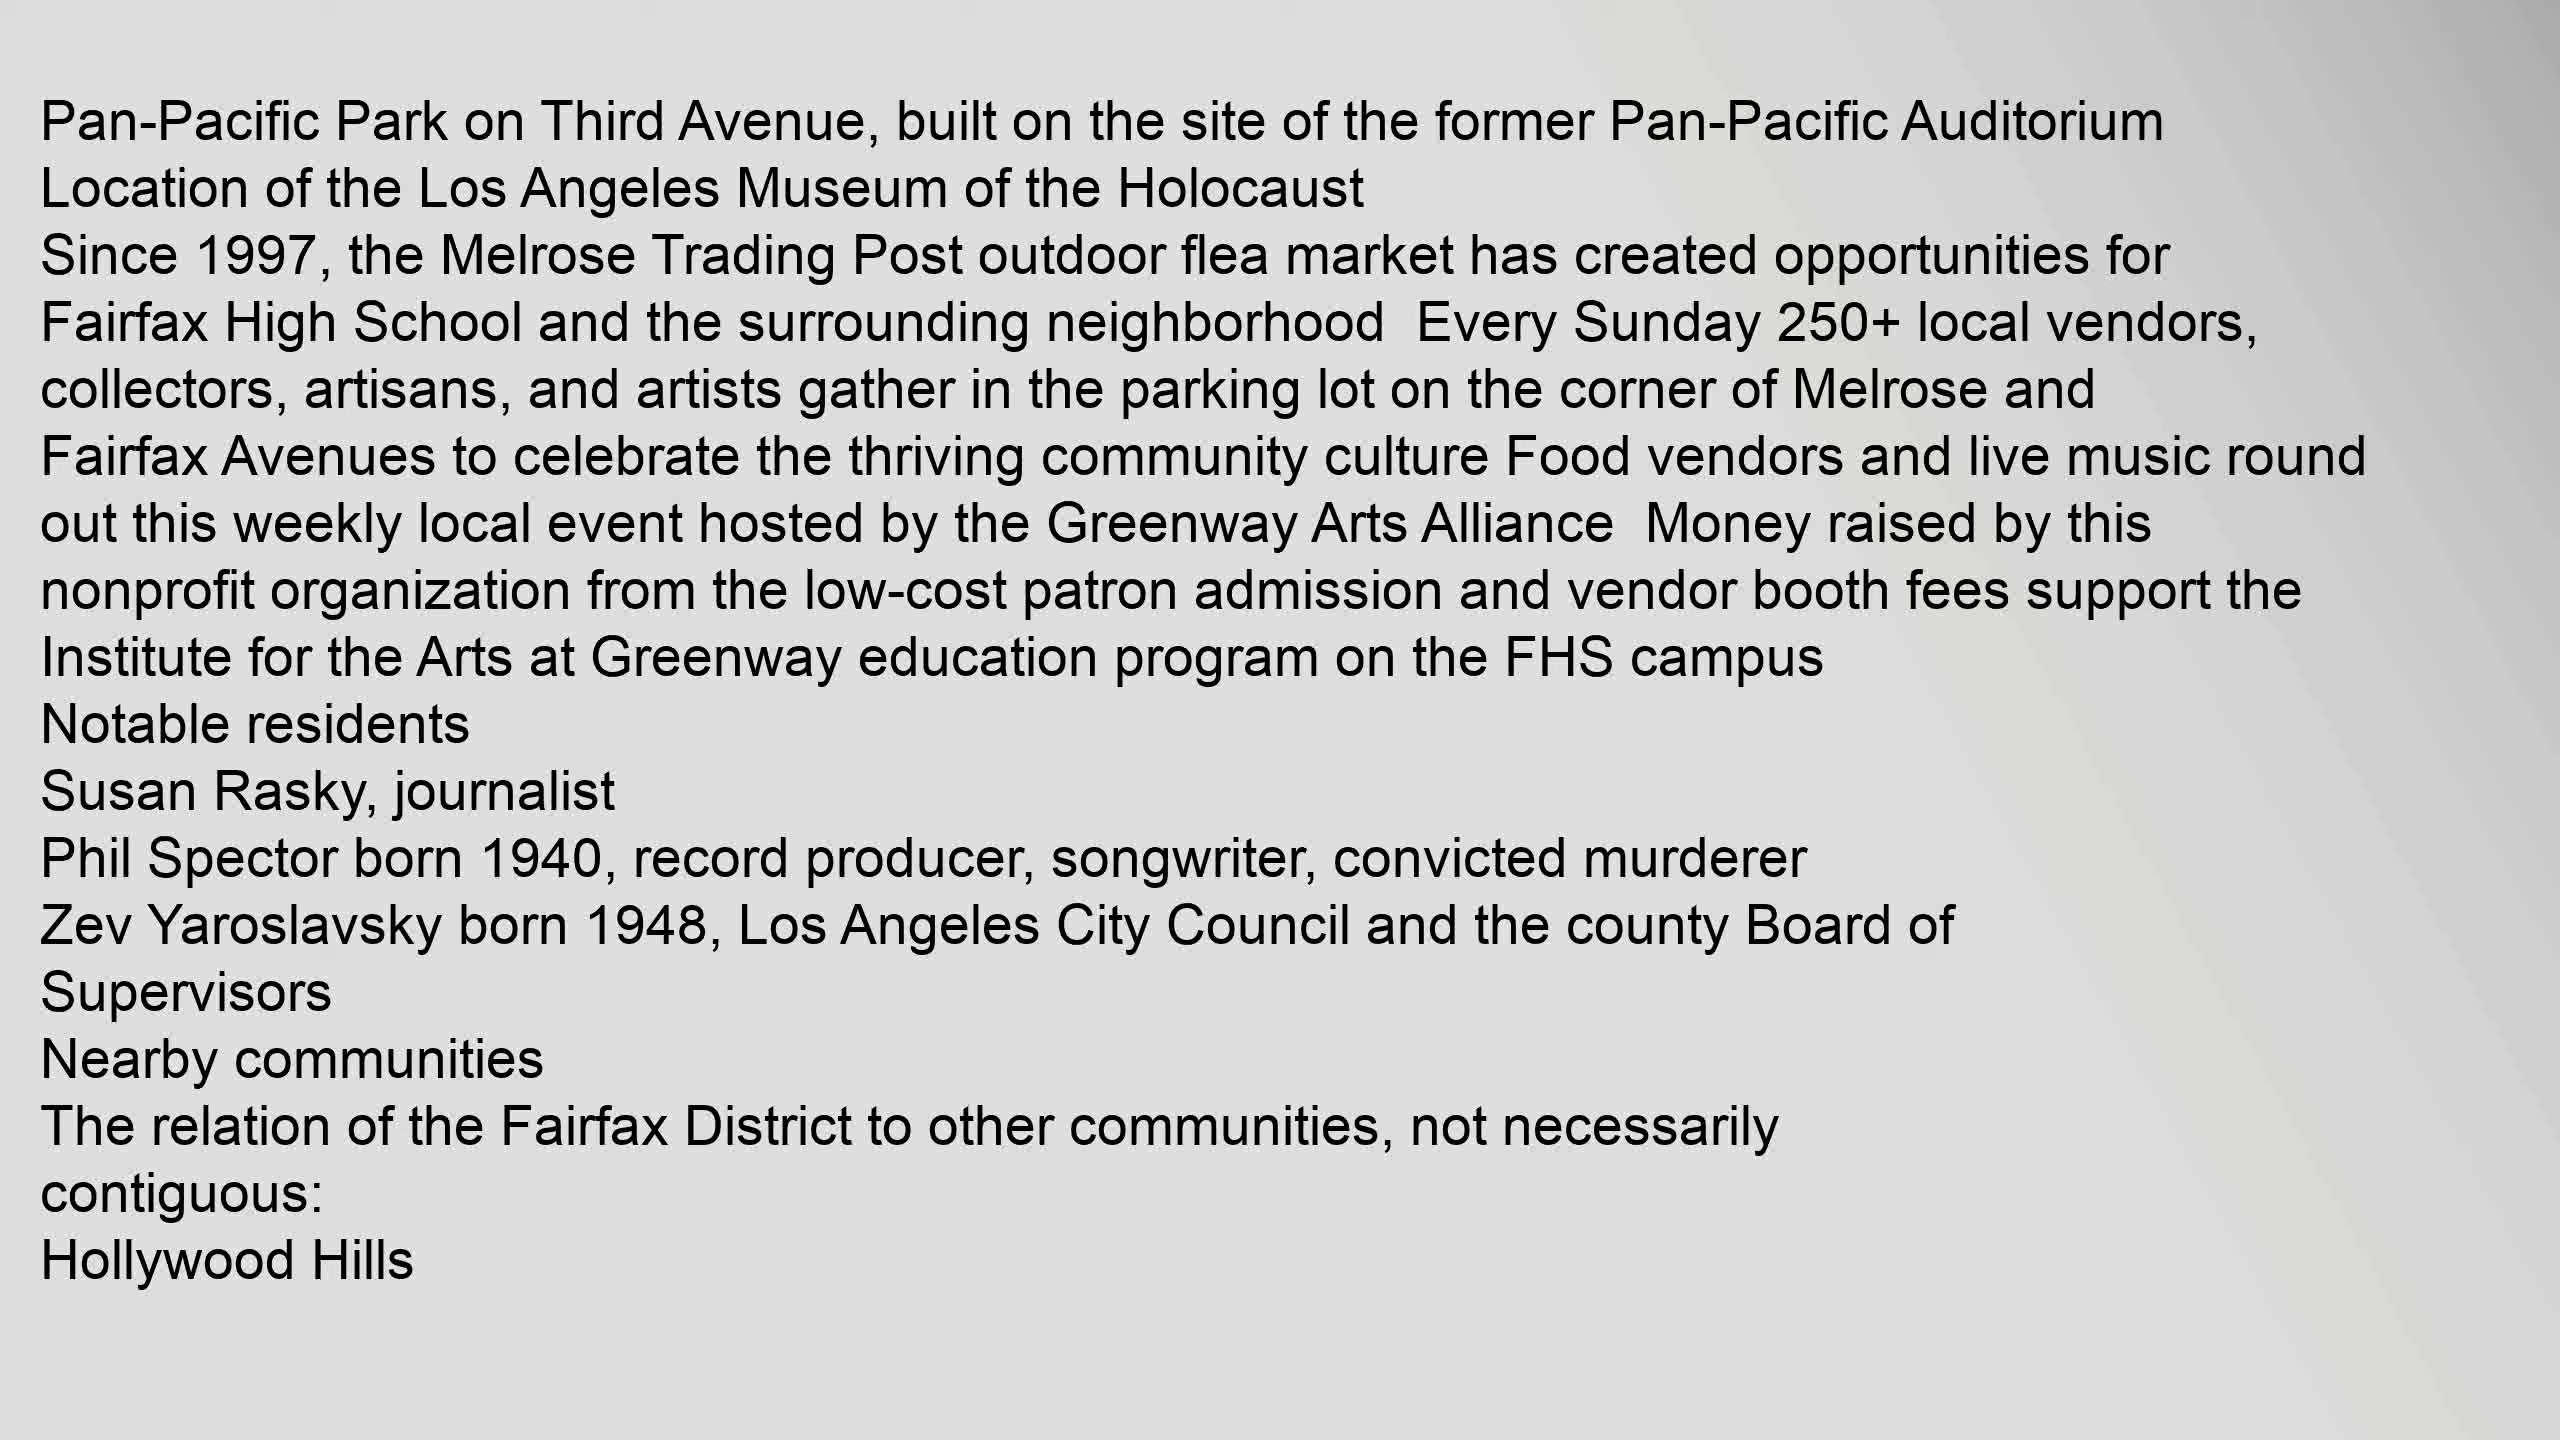 Pan-Pacific Park on Third Avenue, built on the site of the former Pan-Pacific Auditorium
Location of the Los Angeles Museum of the Holocaust
Since 1997, the Melrose Trading Post outdoor flea market has created opportunities for
Fairfax High School and the surrounding neighborhood  Every Sunday 250+ local vendors,
collectors, artisans, and artists gather in the parking lot on the corner of Melrose and
Fairfax Avenues to celebrate the thriving community culture Food vendors and live music round
out this weekly local event hosted by the Greenway Arts Alliance  Money raised by this
nonprofit organization from the low-cost patron admission and vendor booth fees support the
Institute for the Arts at Greenway education program on the FHS campus
Notable residents
Susan Rasky, journalist
Phil Spector born 1940, record producer, songwriter, convicted murderer
Zev Yaroslavsky born 1948, Los Angeles City Council and the county Board of
Supervisors
Nearby communities
The relation of the Fairfax District to other communities, not necessarily
contiguous:
Hollywood Hills